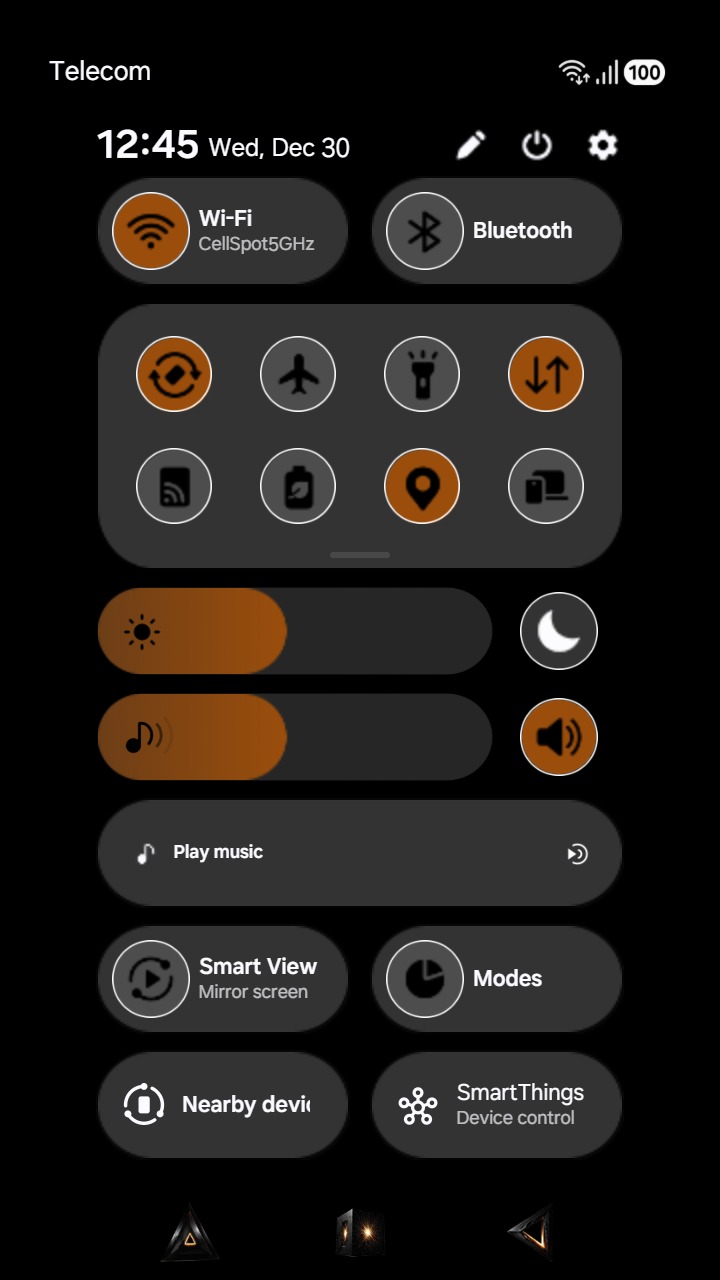 Telecom
100
12:45 Wed, Dec 30
Wi-Fi
CellSpot5GHz
Bluetooth
Play music
Smart View
Mirror screen
Modes
Nearby devi
SmartThings
Device control